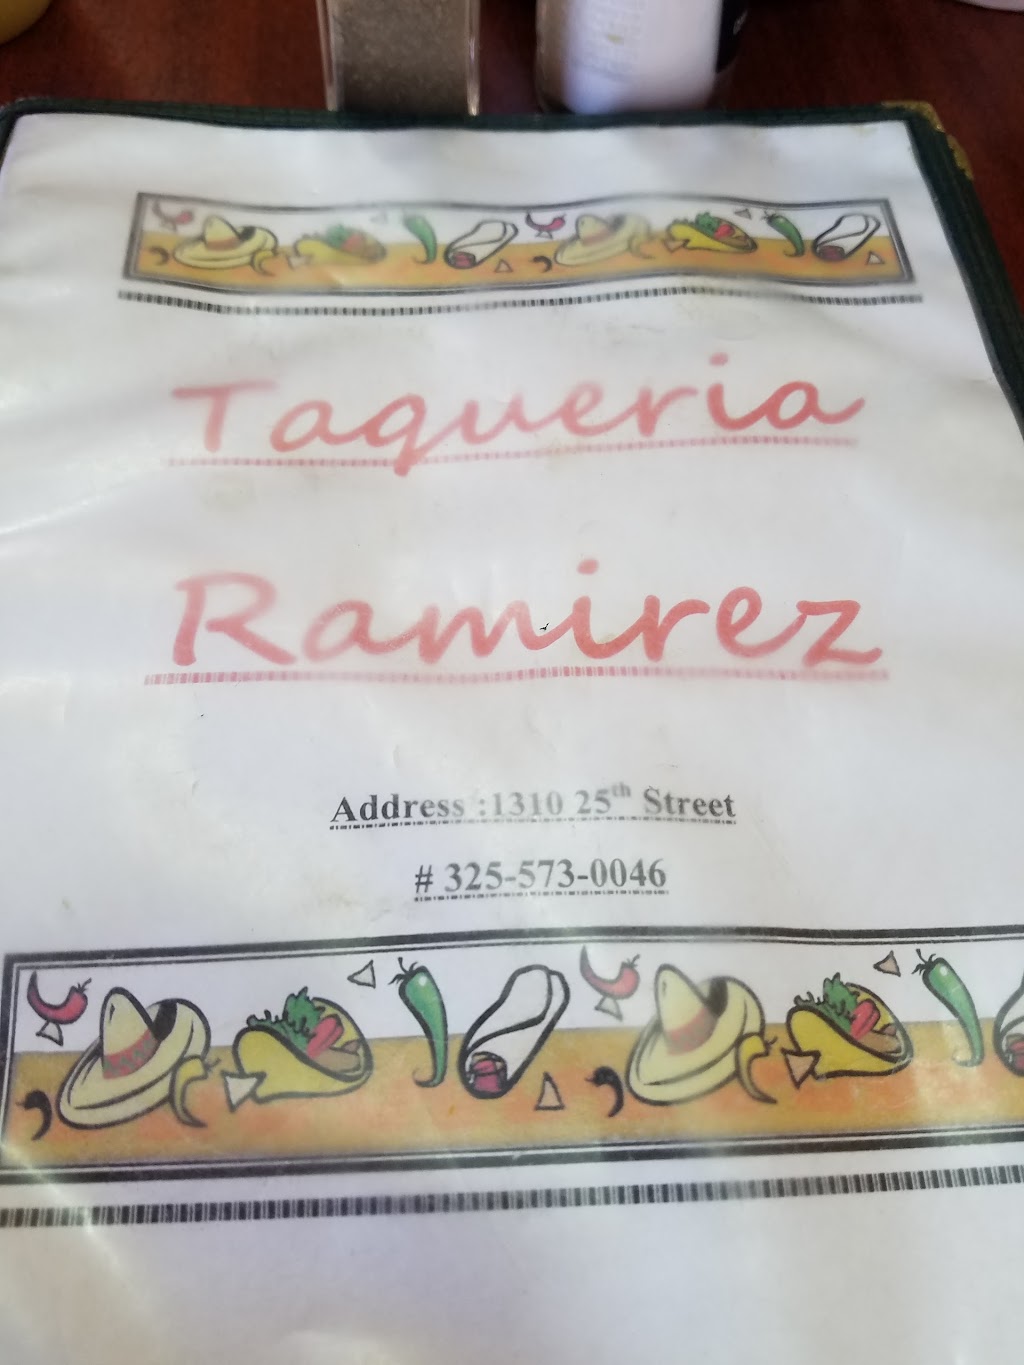 Taqueria
Ramirez
Address :1310 25th Street
# 325-573-0046